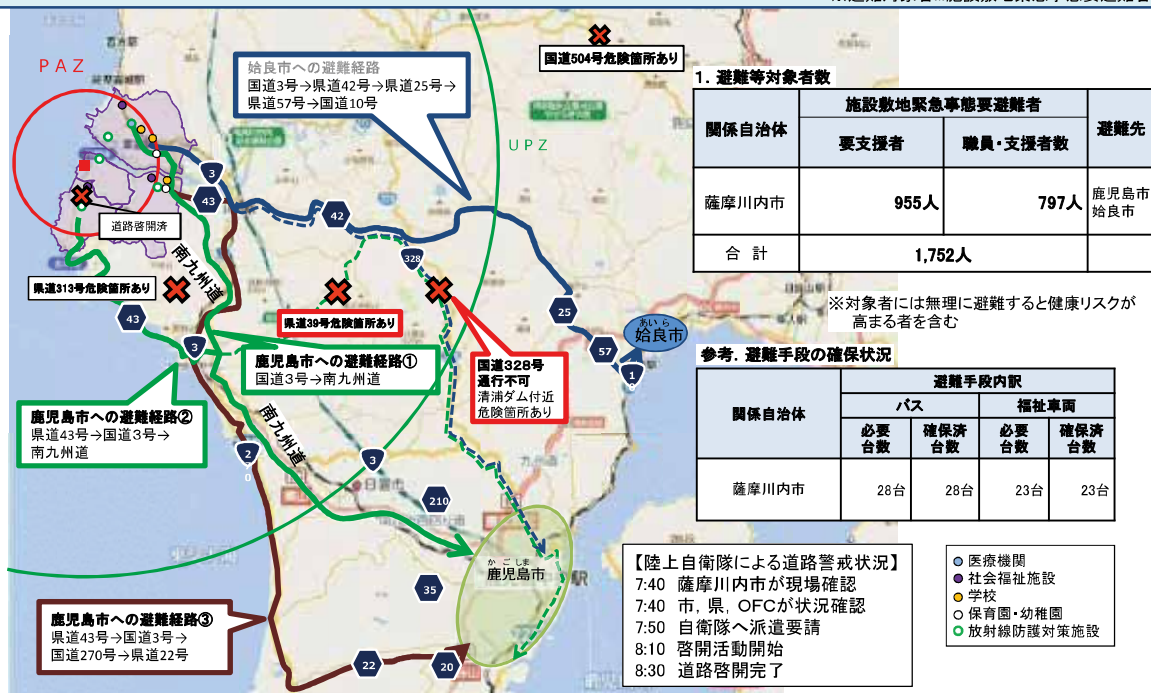 PAZ
UPZ
姶良市への避難経路
国道3号→県道42号→県道25号→
県道57号→国道10号
国道504号危険箇所あり
道路啓開済
県道313号危険箇所あり
南九州道
県道39号危険箇所あり
国道328号
通行不可
清浦ダム付近
危険箇所あり
鹿児島市への避難経路①
国道3号→南九州道
鹿児島市への避難経路②
県道43号→国道3号→
南九州道
南九州道
鹿児島市への避難経路③
県道43号→国道3号→
国道270号→県道22号
3
43
42
328
25
57
1
43
3
2
0
3
210
35
22
20
あいら
姶良市
かごしま
鹿児島市
日置市
1. 避難等対象者数
関係自治体
施設敷地緊急事態要避難者
避難先
要支援者
職員・支援者数
薩摩川内市
955人
797人
鹿児島市
姶良市
合 計
1,752人
※対象者には無理に避難すると健康リスクが
高まる者を含む
参考. 避難手段の確保状況
関係自治体
避難手段内訳
バス
福祉車両
必要
台数
確保済
台数
必要
台数
確保済
台数
薩摩川内市
28台
28台
23台
23台
【陸上自衛隊による道路警戒状況】
7:40 薩摩川内市が現場確認
7:40 市, 県, OFCが状況確認
7:50 自衛隊へ派遣要請
8:10 啓開活動開始
8:30 道路啓開完了
医療機関
社会福祉施設
学校
保育園・幼稚園
放射線防護対策施設